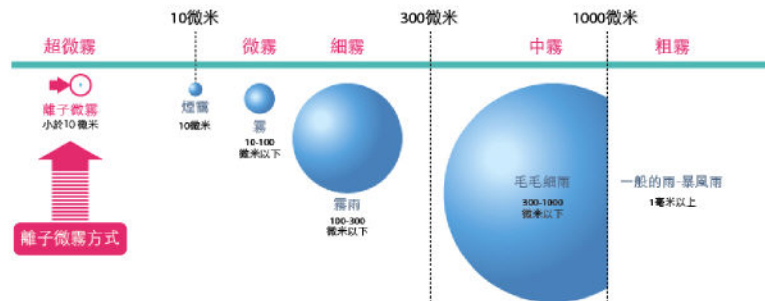 10微米
300微米
1000微米
超微霧
微霧
細霧
中霧
粗霧
離子微霧
小於10微米
煙霧
10微米
霧
10-100
微米以下
霧雨
100-300
微米以下
毛毛細雨
300-1000
微米以下
一般的雨-暴風雨
1毫米以上
離子微霧方式